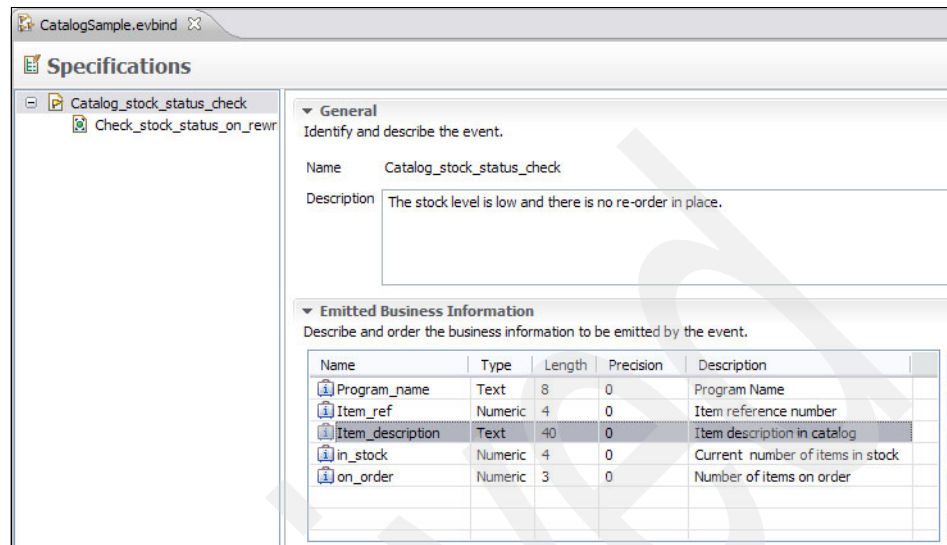 CatalogSample.evbind
Specifications
Catalog_stock_status_check
Check_stock_status_on_rewr
General
Identify and describe the event.
Name Catalog_stock_status_check
Description The stock level is low and there is no re-order in place.
Emitted Business Information
Describe and order the business information to be emitted by the event.
Name Type Length Precision Description
Program_name Text 8 0 Program Name
Item_ref Numeric 4 0 Item reference number
Item_description Text 40 0 Item description in catalog
in_stock Numeric 4 0 Current number of items in stock
on_order Numeric 3 0 Number of items on order